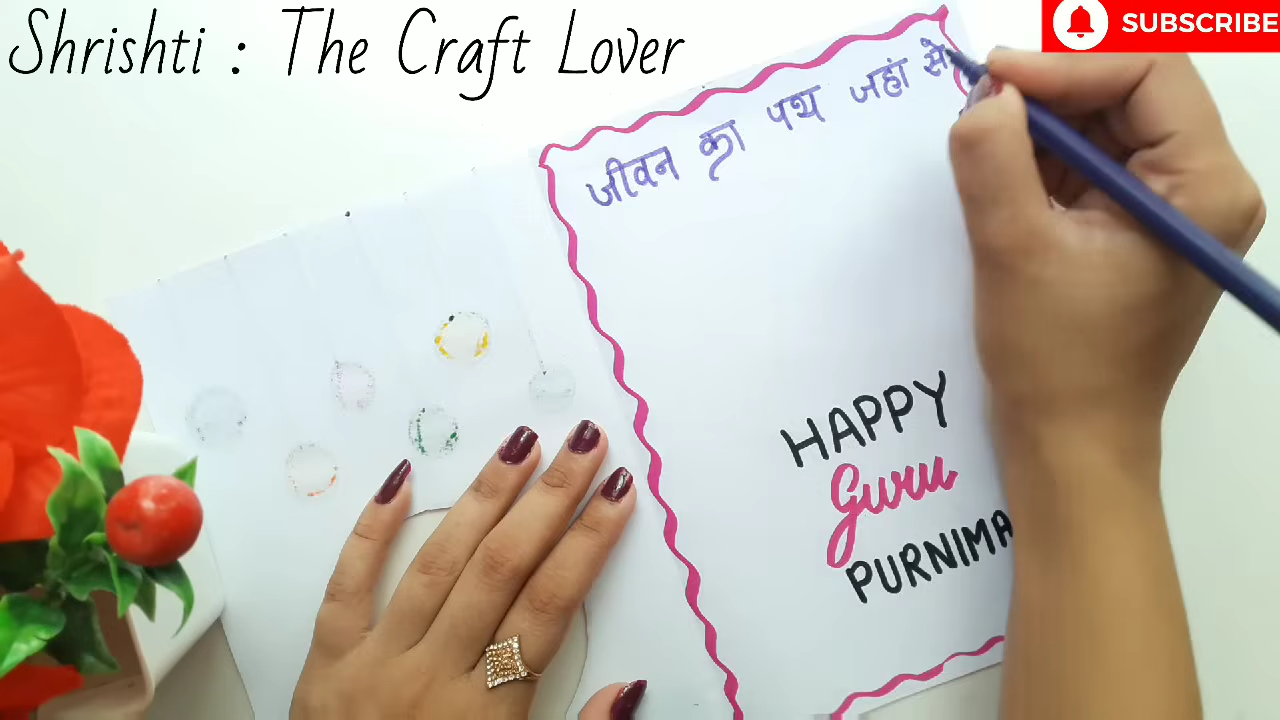 Shrishti : The Craft Lover
SUBSCRIBE
जीवन का पथ जहां से
HAPPY
Guru
PURNIMA